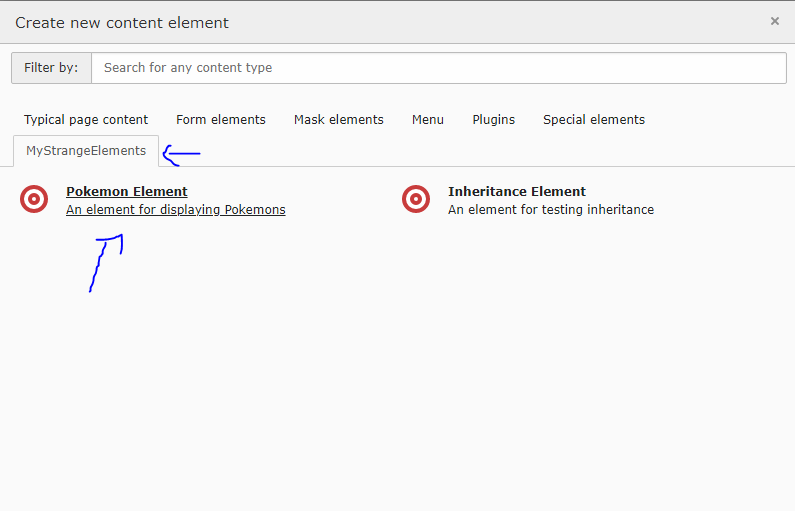 Create new content element ×
Filter by: Search for any content type
Typical page content Form elements Mask elements Menu Plugins Special elements
MyStrangeElements
Pokemon Element Inheritance Element
An element for displaying Pokemons An element for testing inheritance